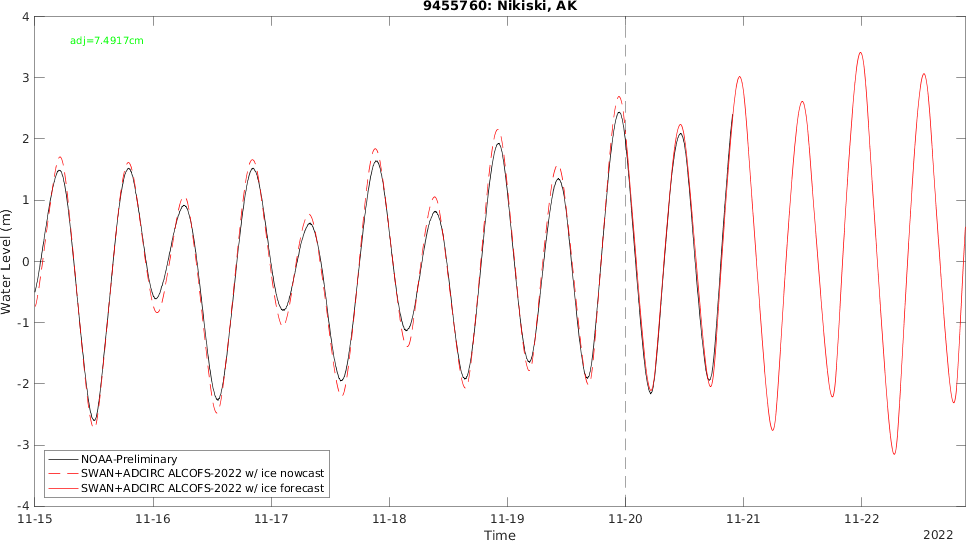 9455760: Nikiski, AK
adj=7.4917cm
4
3
2
1
0
-1
-2
-3
-4
Water Level (m)
NOAA-Preliminary
SWAN+ADCIRC ALCOFS-2022 w/ ice nowcast
SWAN+ADCIRC ALCOFS-2022 w/ ice forecast
11-15 11-16 11-17 11-18 11-19 11-20 11-21 11-22
Time
2022